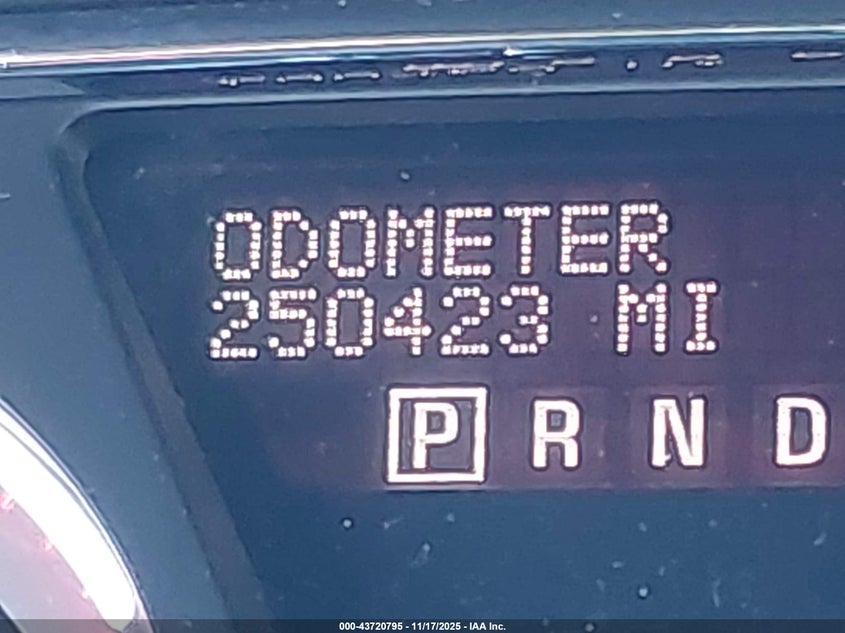 ODOMETER
250423 MI
P R N D
000-43720795 - 11/17/2025 - IAA Inc.